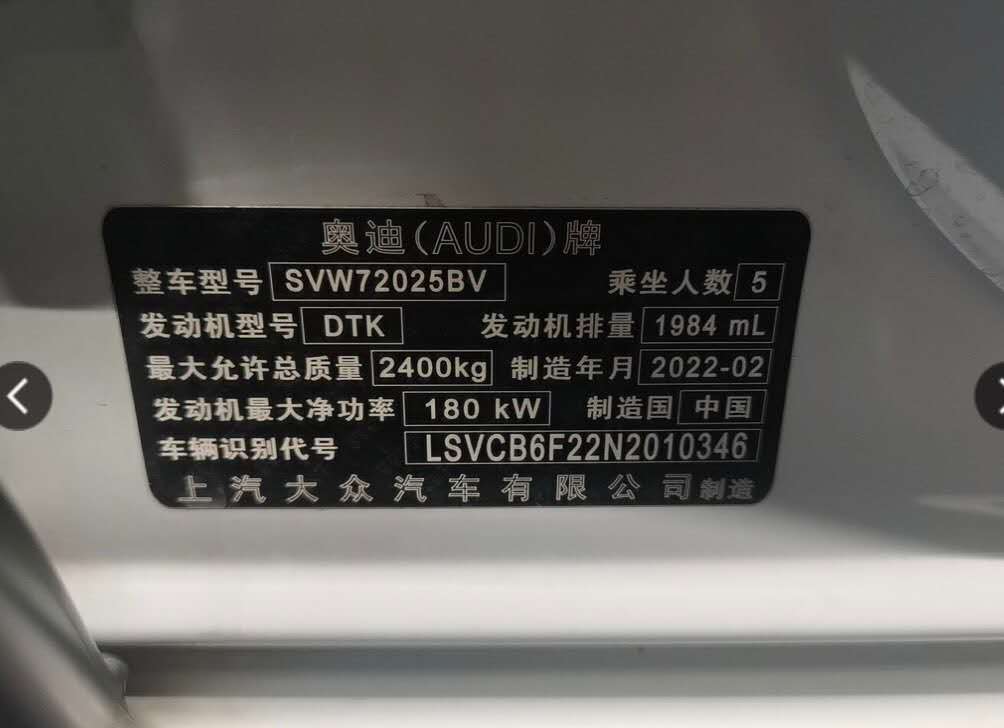 奥迪(AUDI)牌
整车型号 SVW72025BV 乘坐人数 5
发动机型号 DTK 发动机排量 1984 mL
最大允许总质量 2400kg 制造年月 2022-02
发动机最大净功率 180 kW 制造国 中国
车辆识别代号 LSVCB6F22N2010346
上汽大众汽车有限公司制造